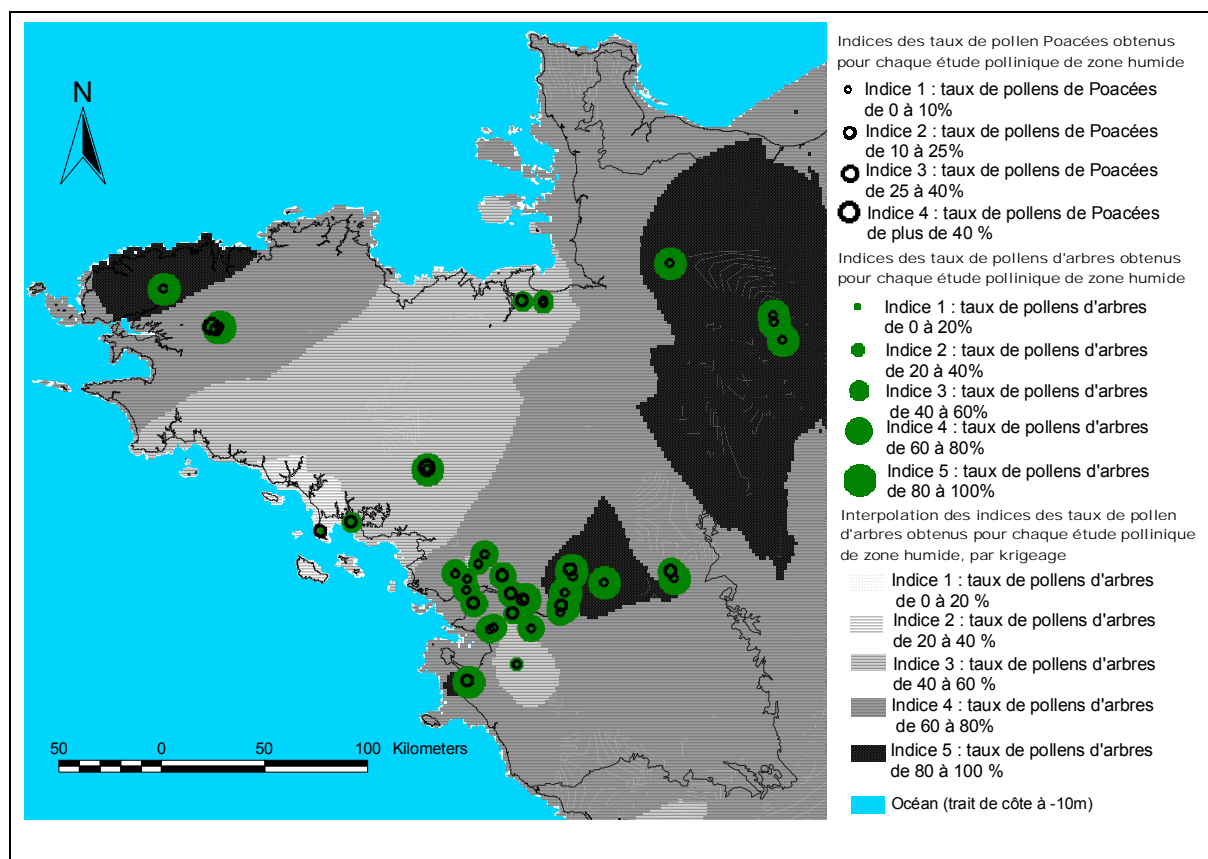 Indices des taux de pollen Poacées obtenus
pour chaque étude pollinique de zone humide
Indice 1 : taux de pollens de Poacées
de 0 à 10%
Indice 2 : taux de pollens de Poacées
de 10 à 25%
Indice 3 : taux de pollens de Poacées
de 25 à 40%
Indice 4 : taux de pollens de Poacées
de plus de 40 %
Indices des taux de pollens d'arbres obtenus
pour chaque étude pollinique de zone humide
Indice 1 : taux de pollens d'arbres
de 0 à 20%
Indice 2 : taux de pollens d'arbres
de 20 à 40%
Indice 3 : taux de pollens d'arbres
de 40 à 60%
Indice 4 : taux de pollens d'arbres
de 60 à 80%
Indice 5 : taux de pollens d'arbres
de 80 à 100%
Interpolation des indices des taux de pollen
d'arbres obtenus pour chaque étude pollinique
de zone humide, par krigeage
Indice 1 : taux de pollens d'arbres
de 0 à 20 %
Indice 2 : taux de pollens d'arbres
de 20 à 40 %
Indice 3 : taux de pollens d'arbres
de 40 à 60 %
Indice 4 : taux de pollens d'arbres
de 60 à 80%
Indice 5 : taux de pollens d'arbres
de 80 à 100 %
Océan (trait de côte à -10m)
N
50 0 50 100 Kilometers